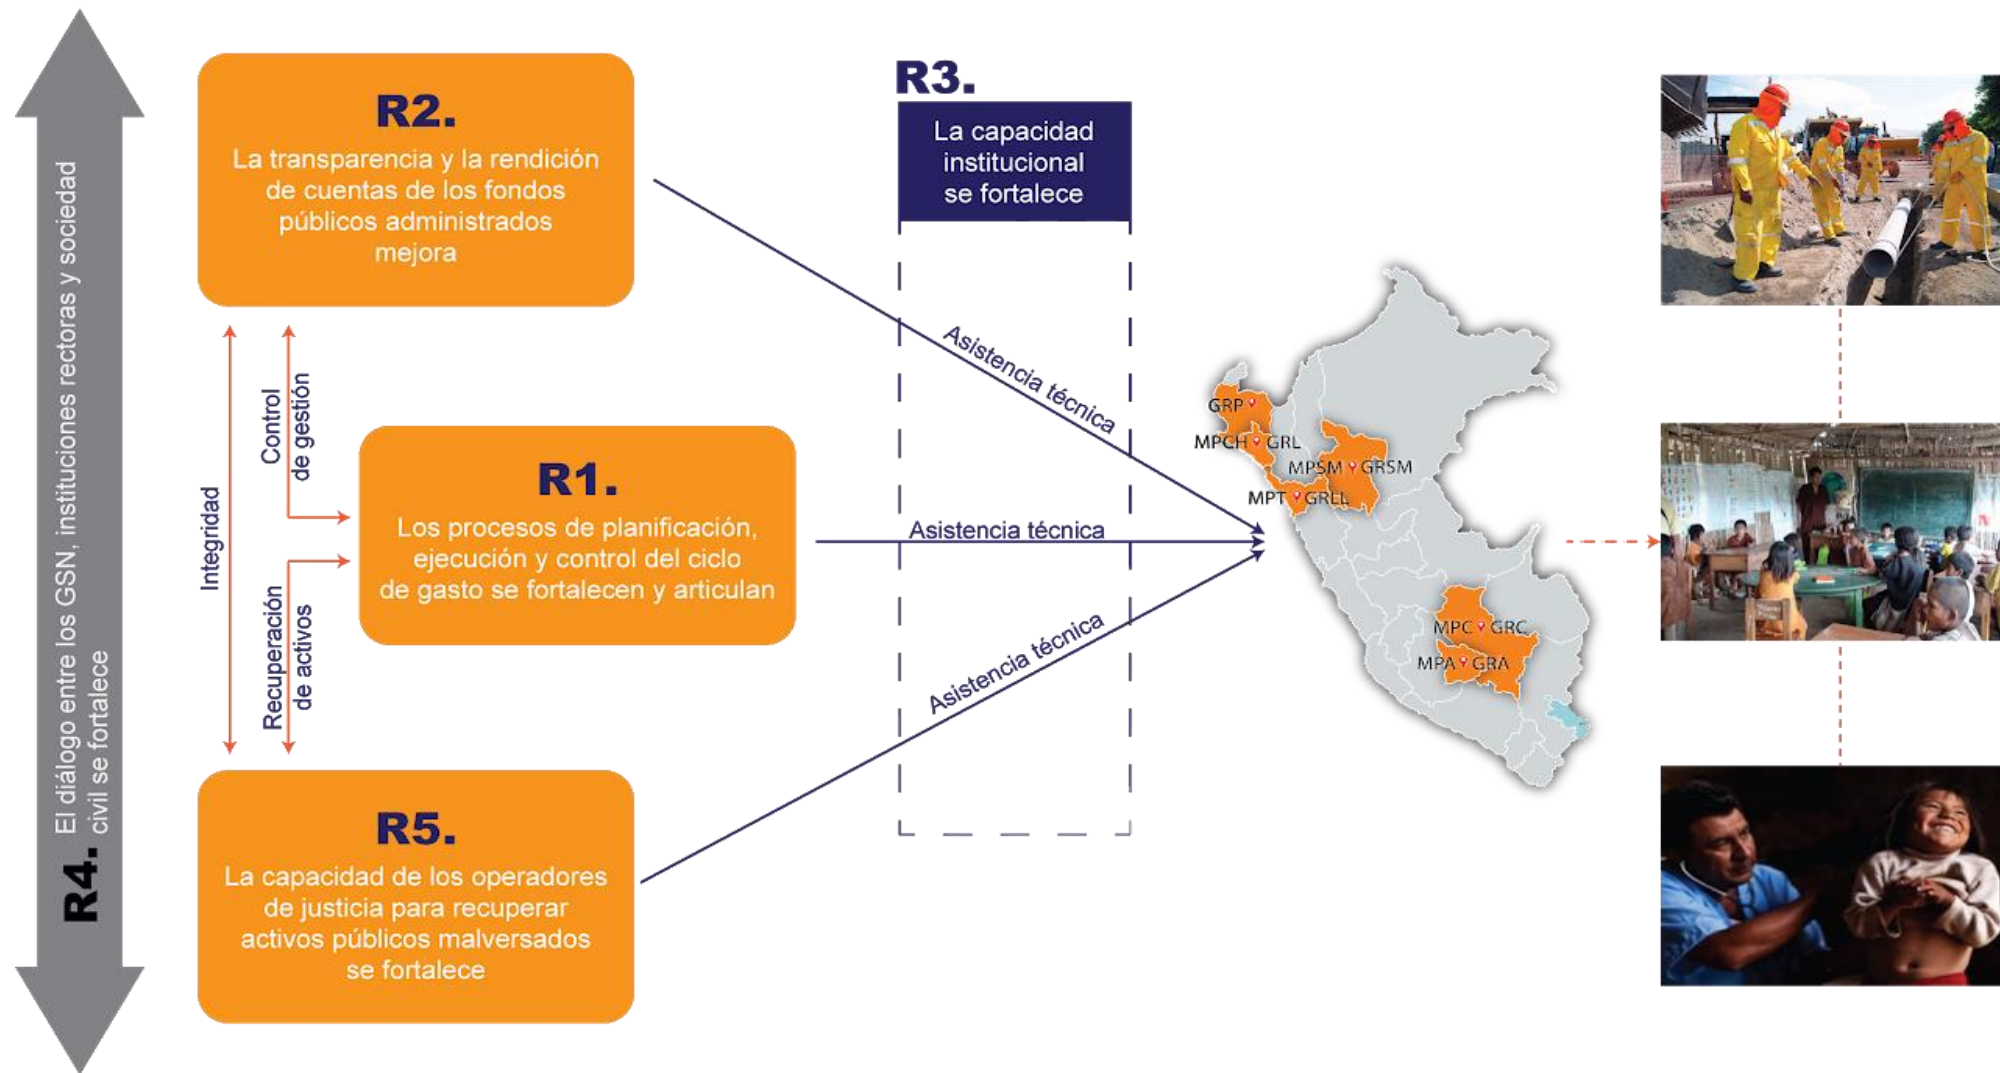 R4. El diálogo entre los GSN, instituciones rectoras y sociedad
civil se fortalece
R2.
La transparencia y la rendición
de cuentas de los fondos
públicos administrados
mejora
Integridad
Control
de gestión
Recuperación
de activos
R1.
Los procesos de planificación,
ejecución y control del ciclo
de gasto se fortalecen y articulan
R5.
La capacidad de los operadores
de justicia para recuperar
activos públicos malversados
se fortalece
R3.
La capacidad
institucional
se fortalece
Asistencia técnica
Asistencia técnica
Asistencia técnica
GRP
MPCH GRL
MPSM GRSM
MPT GRLL
MPC GRC
MPA GRA